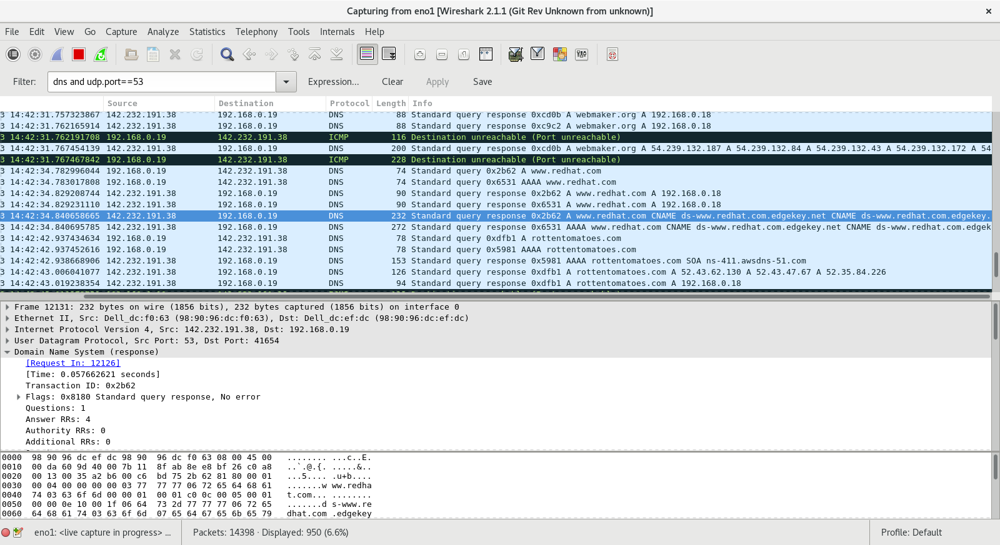 Capturing from eno1 [Wireshark 2.1.1 (Git Rev Unknown from unknown)]
File Edit View Go Capture Analyze Statistics Telephony Tools Internals Help
Filter: dns and udp.port==53 Expression... Clear Apply Save
Source Destination Protocol Length Info
3 14:42:31.757323867 142.232.191.38 192.168.0.19 DNS 88 Standard query response 0xcd0b A webmaker.org A 192.168.0.18
3 14:42:31.762165914 142.232.191.38 192.168.0.19 DNS 88 Standard query response 0xc9c2 A webmaker.org A 192.168.0.18
3 14:42:31.762191708 192.168.0.19 142.232.191.38 ICMP 116 Destination unreachable (Port unreachable)
3 14:42:31.767454139 142.232.191.38 192.168.0.19 DNS 200 Standard query response 0xcd0b A webmaker.org A 54.239.132.187 A 54.239.132.84 A 54.239.132.43 A 54.239.132.172 A 54
3 14:42:31.767467842 192.168.0.19 142.232.191.38 ICMP 228 Destination unreachable (Port unreachable)
3 14:42:34.782996044 192.168.0.19 142.232.191.38 DNS 74 Standard query 0x2b62 A www.redhat.com
3 14:42:34.783017808 192.168.0.19 142.232.191.38 DNS 74 Standard query 0x6531 AAAA www.redhat.com
3 14:42:34.829208744 142.232.191.38 192.168.0.19 DNS 90 Standard query response 0x2b62 A www.redhat.com A 192.168.0.18
3 14:42:34.829231110 142.232.191.38 192.168.0.19 DNS 90 Standard query response 0x6531 A www.redhat.com A 192.168.0.18
3 14:42:34.840658665 142.232.191.38 192.168.0.19 DNS 232 Standard query response 0x2b62 A www.redhat.com CNAME ds-www.redhat.com.edgekey.net CNAME ds-www.redhat.com.edgekey.
3 14:42:34.840695785 142.232.191.38 192.168.0.19 DNS 272 Standard query response 0x6531 AAAA www.redhat.com CNAME ds-www.redhat.com.edgekey.net CNAME ds-www.redhat.com.edgek
3 14:42:42.937434634 192.168.0.19 142.232.191.38 DNS 78 Standard query 0xdfb1 A rottentomatoes.com
3 14:42:42.937452616 192.168.0.19 142.232.191.38 DNS 78 Standard query 0x5981 AAAA rottentomatoes.com
3 14:42:42.938668906 142.232.191.38 192.168.0.19 DNS 153 Standard query response 0x5981 AAAA rottentomatoes.com SOA ns-411.awsdns-51.com
3 14:42:43.006041077 142.232.191.38 192.168.0.19 DNS 126 Standard query response 0xdfb1 A rottentomatoes.com A 52.43.62.130 A 52.43.47.67 A 52.35.84.226
3 14:42:43.019238354 142.232.191.38 192.168.0.19 DNS 94 Standard query response 0xdfb1 A rottentomatoes.com A 192.168.0.18
Frame 12131: 232 bytes on wire (1856 bits), 232 bytes captured (1856 bits) on interface 0
Ethernet II, Src: Dell_dc:f0:63 (98:90:96:dc:f0:63), Dst: Dell_dc:ef:dc (98:90:96:dc:ef:dc)
Internet Protocol Version 4, Src: 142.232.191.38, Dst: 192.168.0.19
User Datagram Protocol, Src Port: 53, Dst Port: 41654
Domain Name System (response)
[Request In: 12126]
[Time: 0.057662621 seconds]
Transaction ID: 0x2b62
Flags: 0x8180 Standard query response, No error
Questions: 1
Answer RRs: 4
Authority RRs: 0
Additional RRs: 0
0000 98 90 96 dc ef dc 98 90 96 dc f0 63 08 00 45 00 ........ ...c..E.
0010 00 da 60 9d 40 00 7b 11 8f ab 8e e8 bf 26 c0 a8 ..`.@.{. .....&..
0020 00 13 00 35 a2 b6 00 c6 bd 75 2b 62 81 80 00 01 ...5.... .u+b....
0030 00 04 00 00 00 00 03 77 77 77 06 72 65 64 68 61 .......w ww.redha
0040 74 03 63 6f 6d 00 00 01 00 01 c0 0c 00 05 00 01 t.com... ........
0050 00 00 0e 10 00 1f 06 64 73 2d 77 77 77 06 72 65 .......d s-www.re
0060 64 68 61 74 03 63 6f 6d 07 65 64 67 65 6b 65 79 dhat.com .edgekey
eno1: <live capture in progress> ... Packets: 14398 · Displayed: 950 (6.6%) Profile: Default